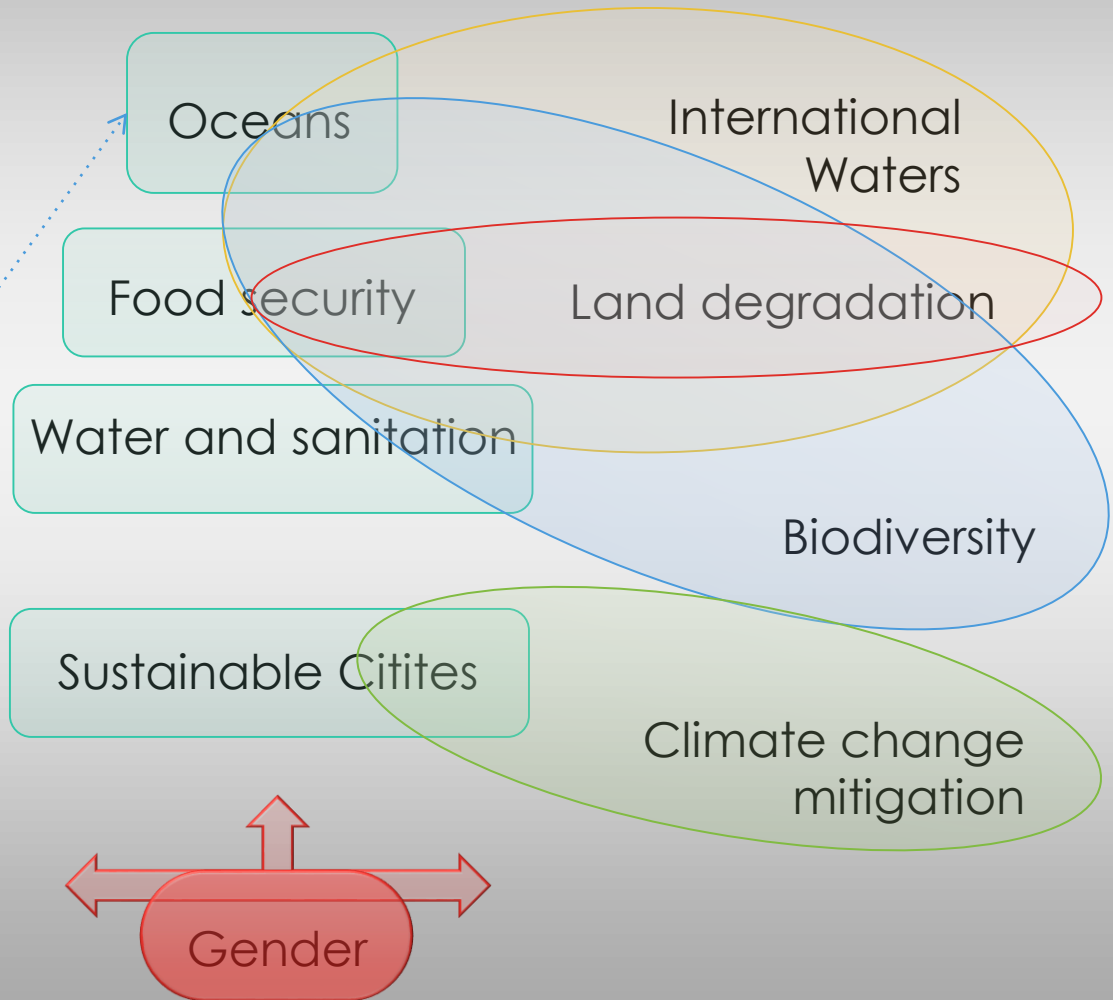 Oceans
International
Waters
Food security
Land degradation
Water and sanitation
Biodiversity
Sustainable Citites
Climate change
mitigation
Gender